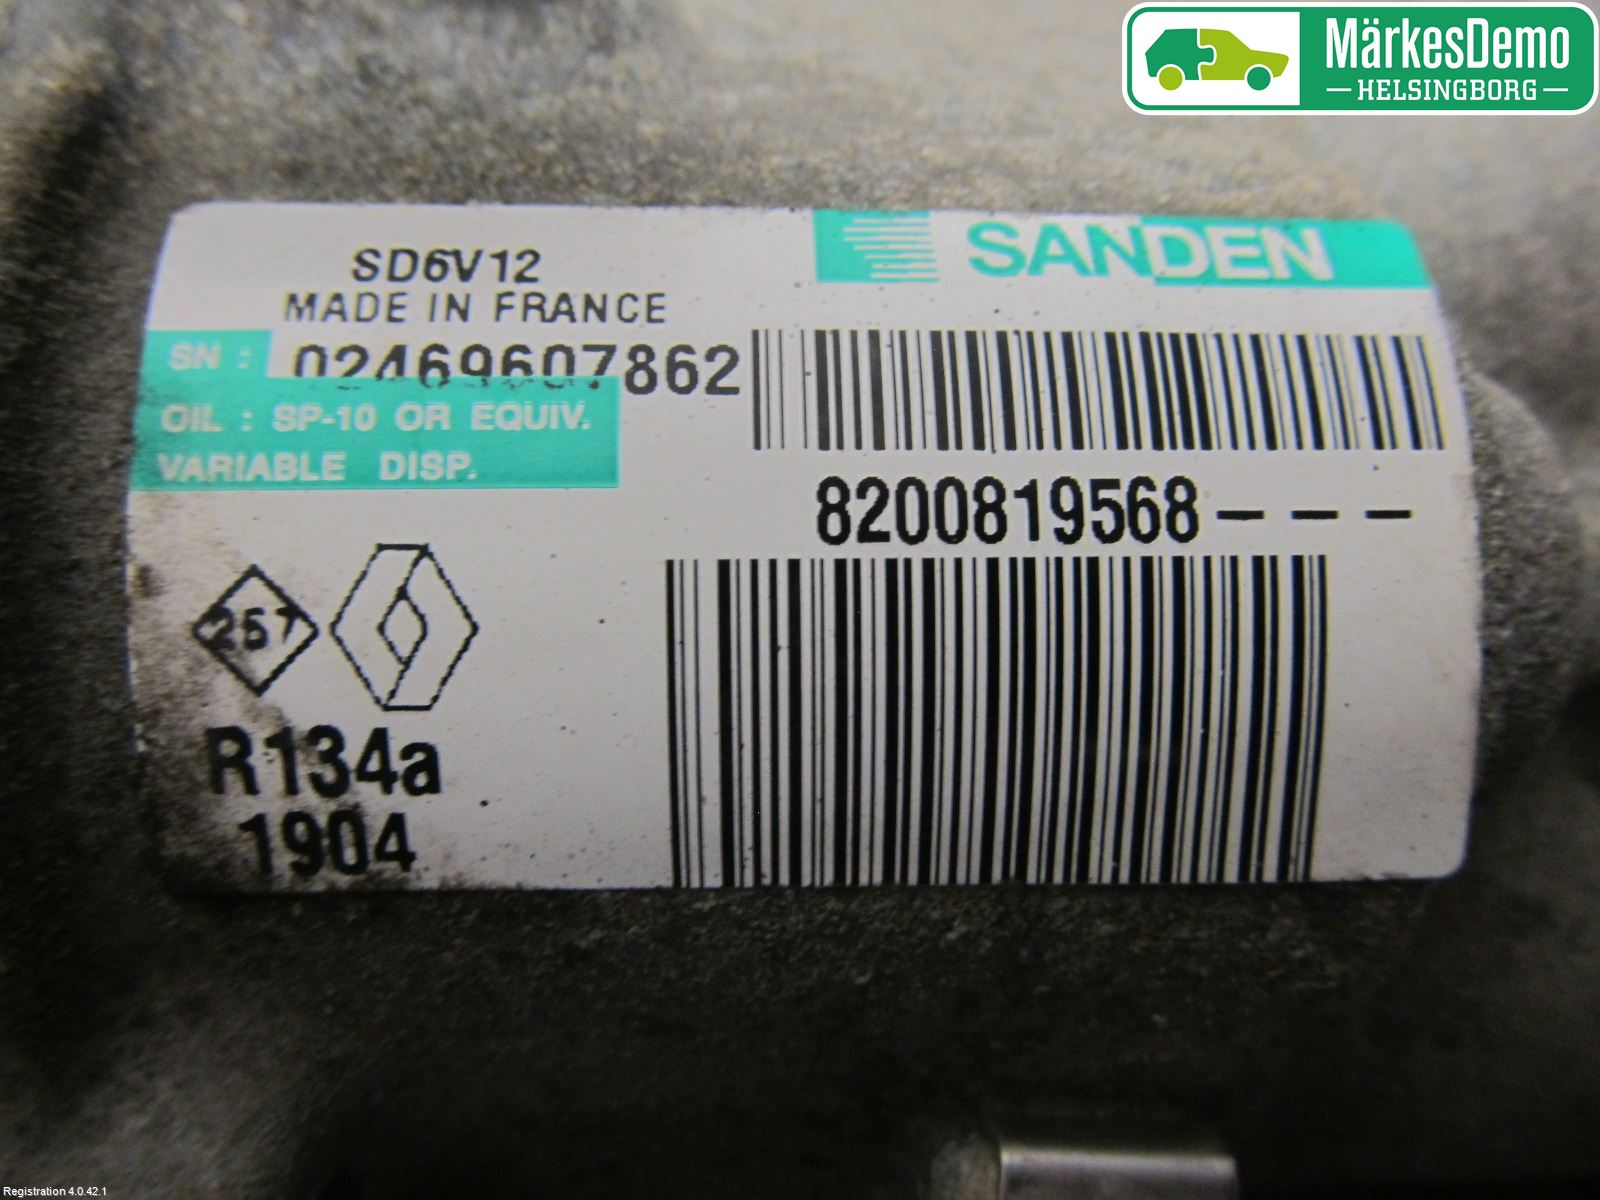 MärkesDemo
HELSINGBORG
SANDEN
SD6V12
MADE IN FRANCE
SN : 02469607862
OIL : SP-10 OR EQUIV.
VARIABLE DISP.
8200819568---
267
R134a
1904
Registration 4.0.42.1